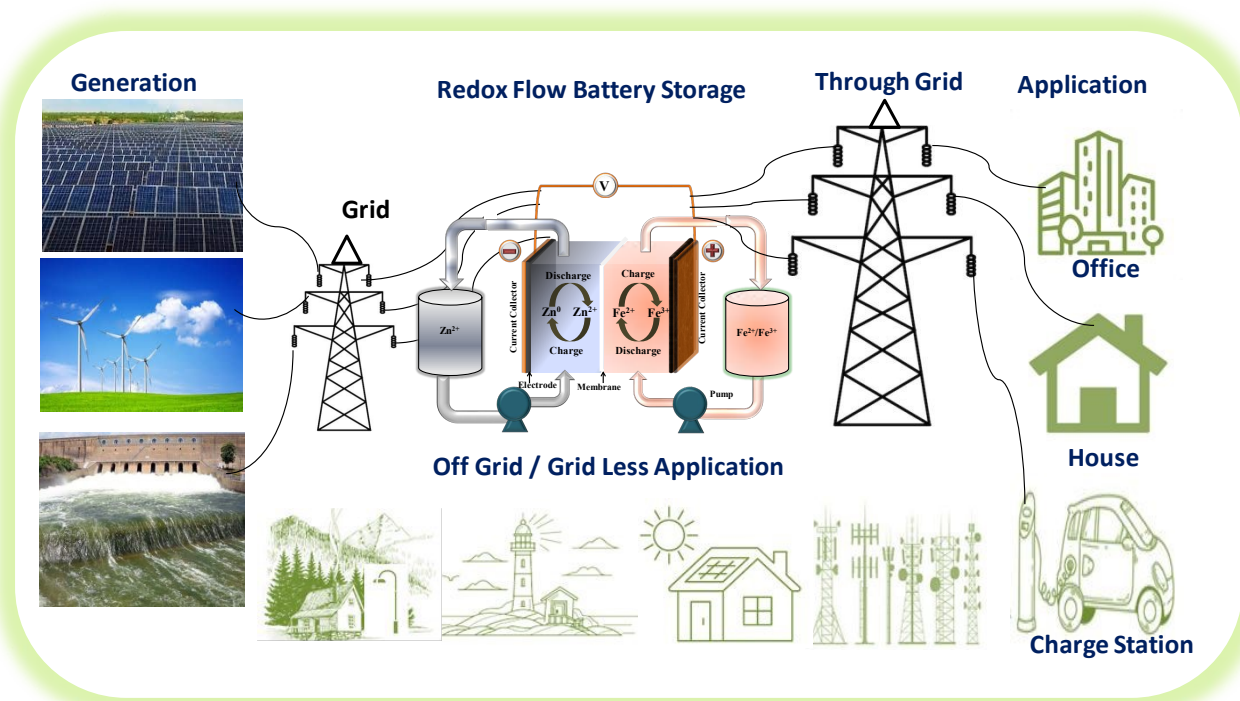 Generation
Redox Flow Battery Storage
Through Grid
Application
Grid
V
−
+
Office
Current Collector
Discharge
Zn⁰ Zn²⁺
Charge
Charge
Fe²⁺ Fe³⁺
Discharge
Current Collector
Zn²⁺
Fe²⁺/Fe³⁺
Electrode
Membrane
Pump
House
Off Grid / Grid Less Application
Charge Station